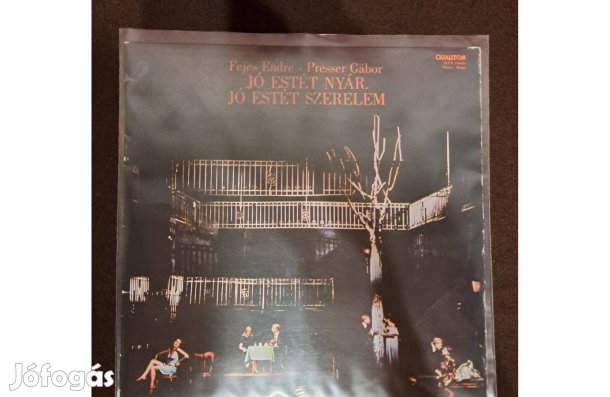 QUALITON
Fejes Endre - Presser Gábor
JÓ ESTÉT NYÁR,
JÓ ESTÉT SZERELEM
Jófogás